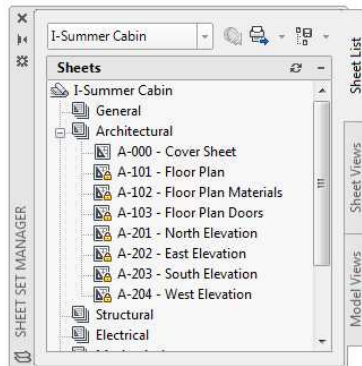 I-Summer Cabin
Sheets
I-Summer Cabin
General
Architectural
A-000 - Cover Sheet
A-101 - Floor Plan
A-102 - Floor Plan Materials
A-103 - Floor Plan Doors
A-201 - North Elevation
A-202 - East Elevation
A-203 - South Elevation
A-204 - West Elevation
Structural
Electrical
SHEET SET MANAGER
Sheet List
Sheet Views
Model Views